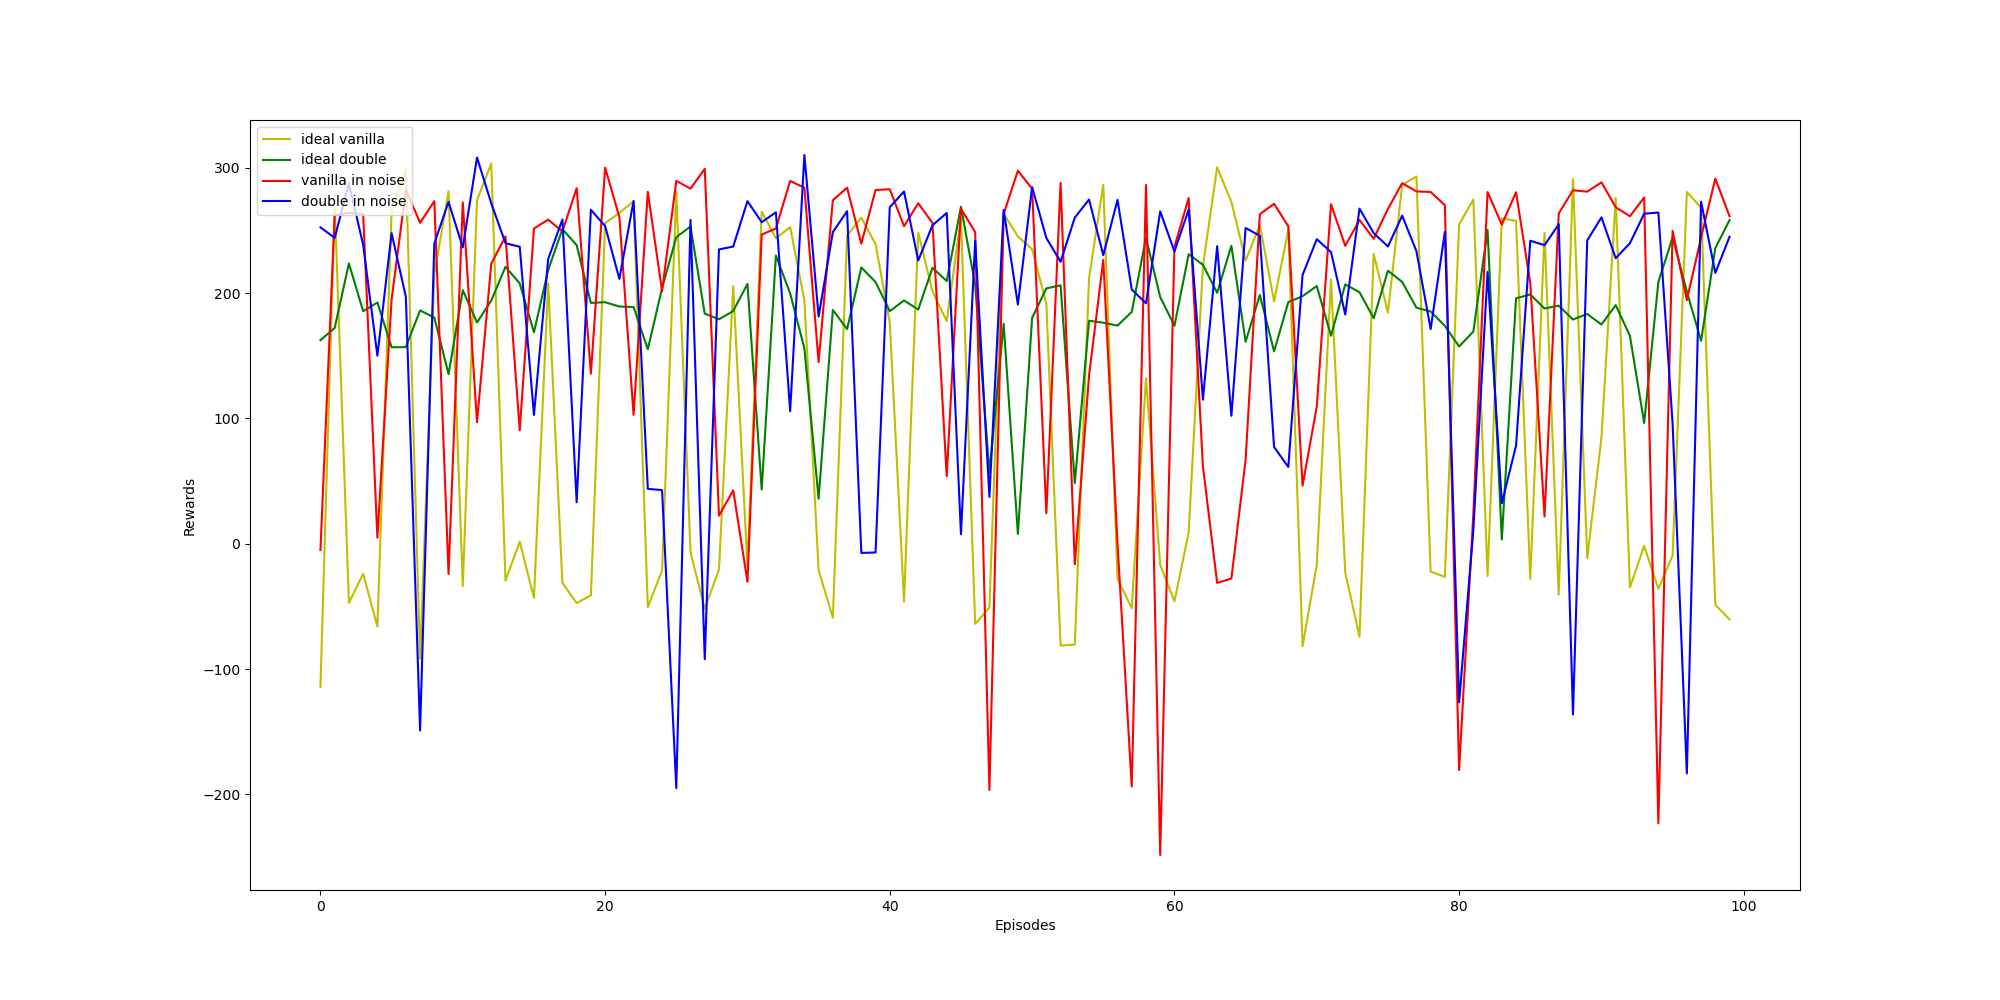 ideal vanilla
ideal double
vanilla in noise
double in noise
300
200
100
0
−100
−200
Rewards
0 20 40 60 80 100
Episodes